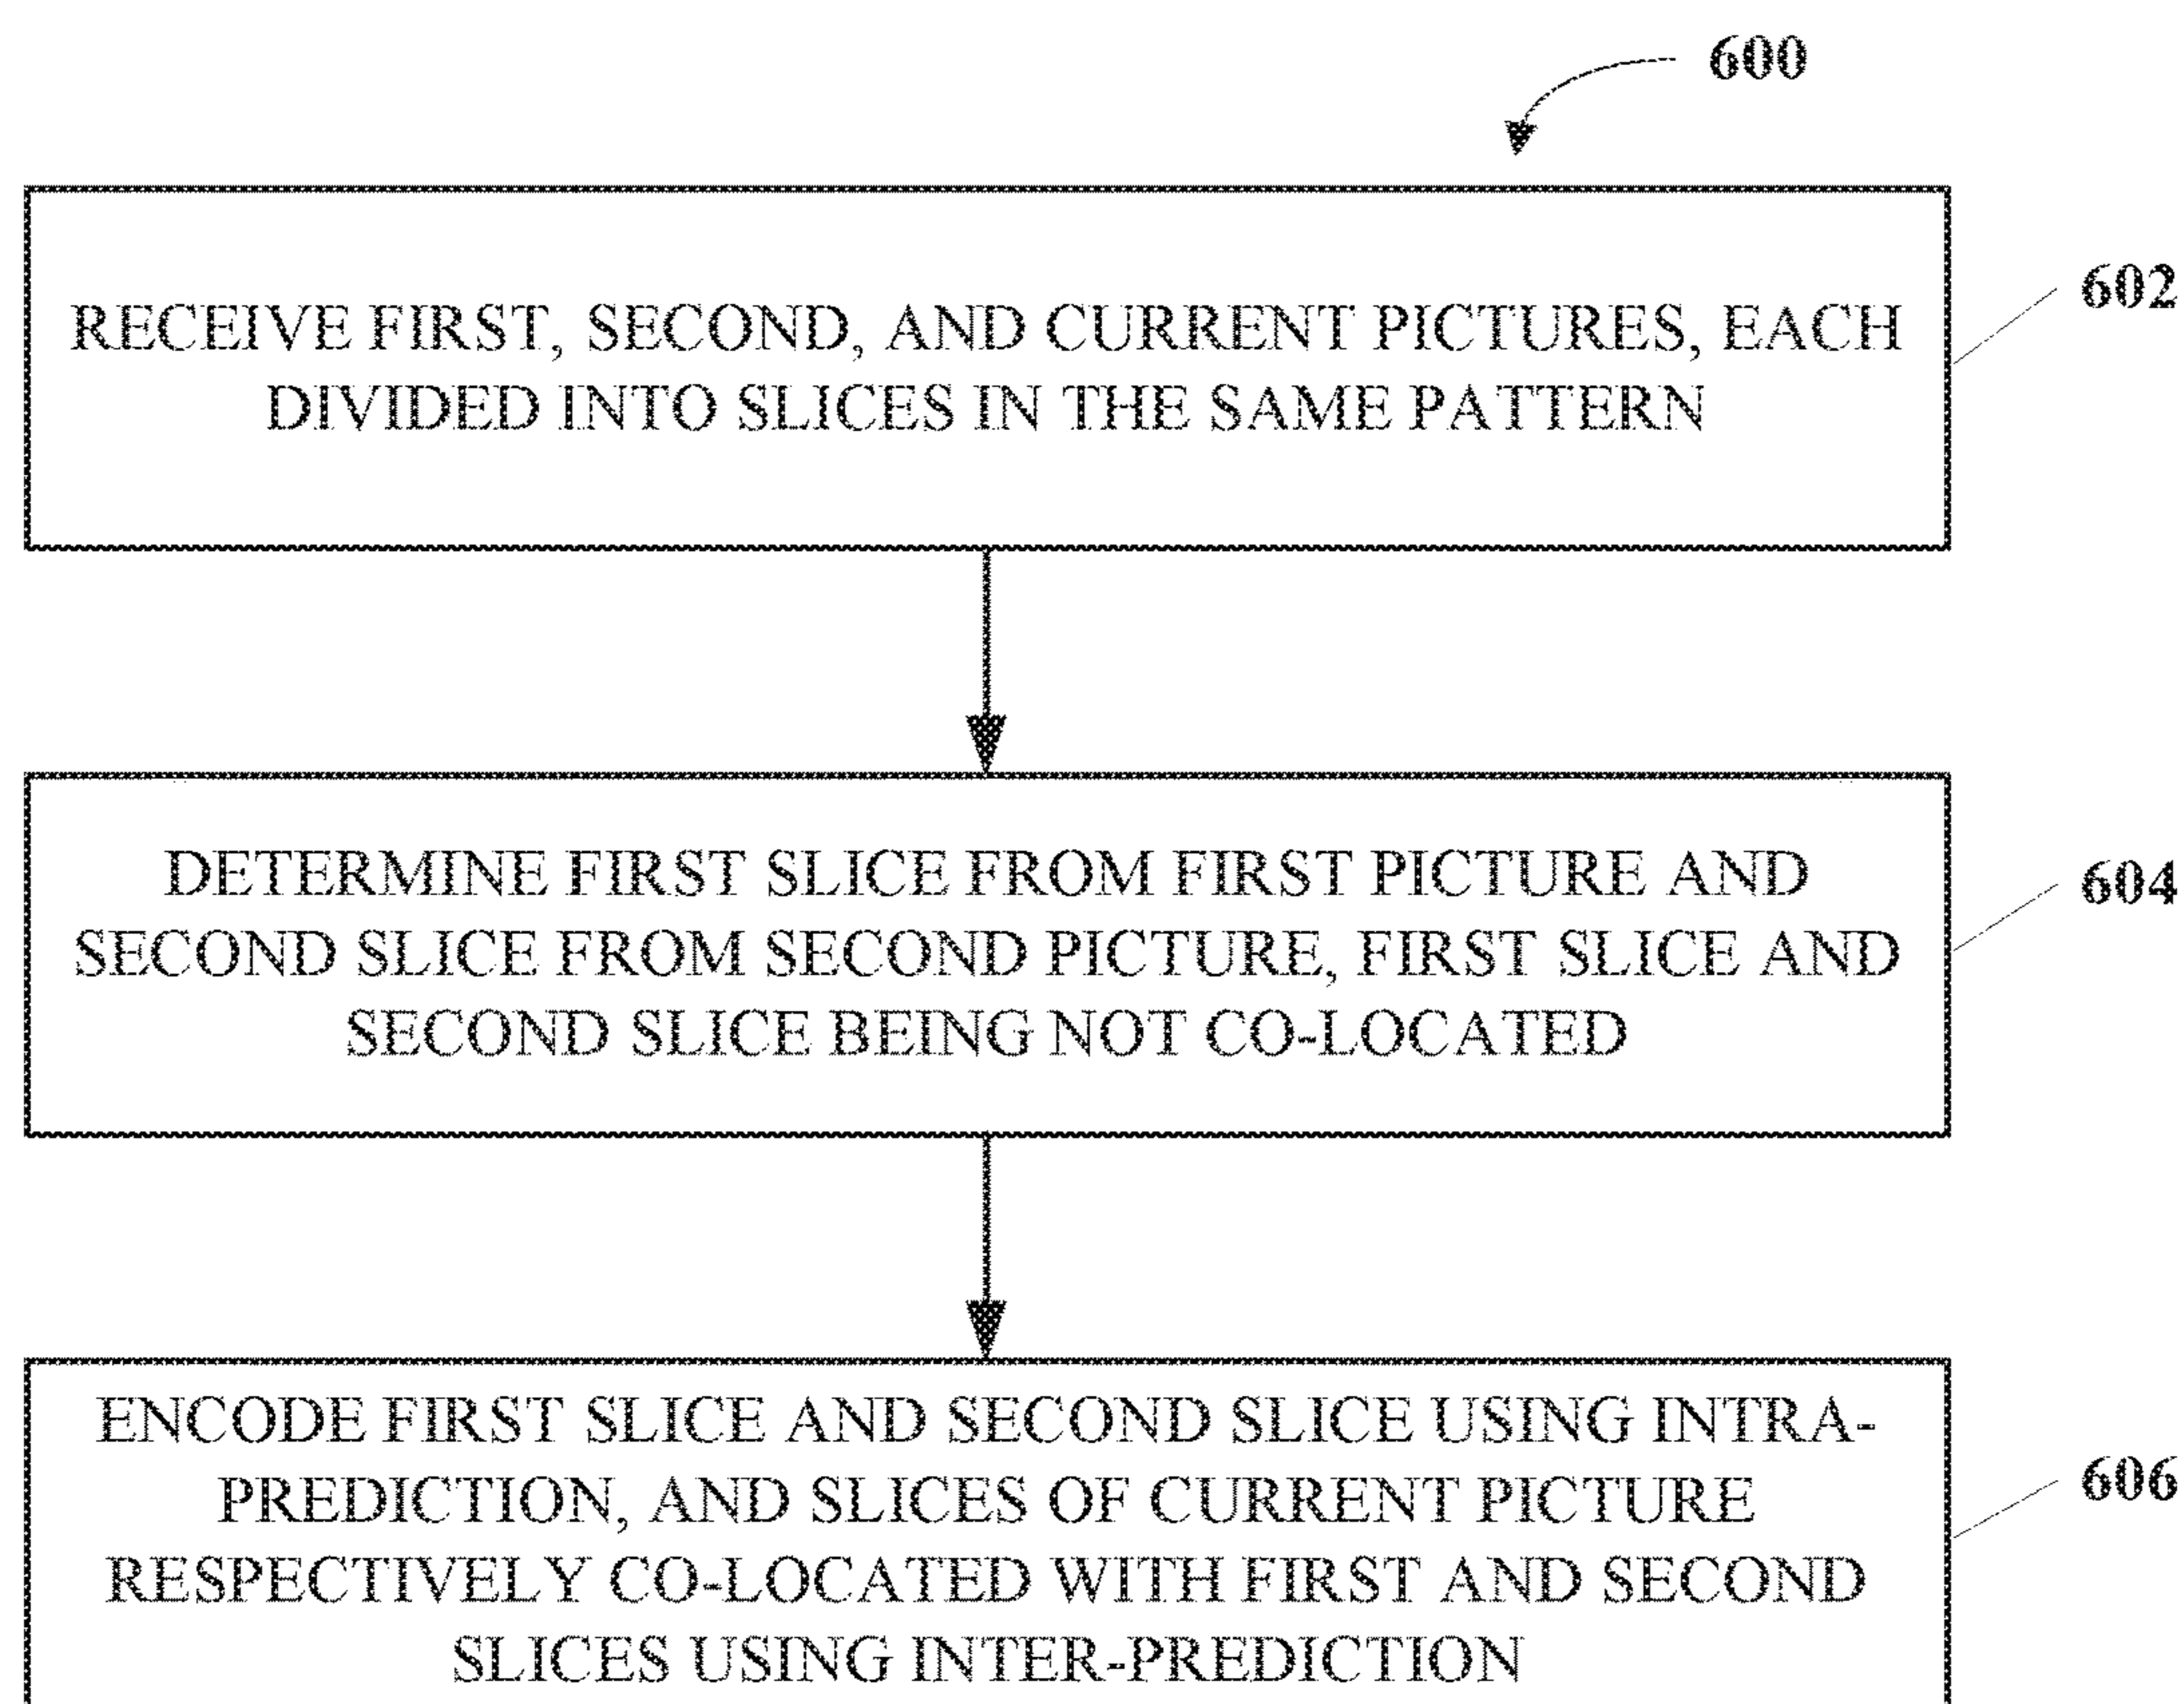 600
RECEIVE FIRST, SECOND, AND CURRENT PICTURES, EACH
DIVIDED INTO SLICES IN THE SAME PATTERN
602
DETERMINE FIRST SLICE FROM FIRST PICTURE AND
SECOND SLICE FROM SECOND PICTURE, FIRST SLICE AND
SECOND SLICE BEING NOT CO-LOCATED
604
ENCODE FIRST SLICE AND SECOND SLICE USING INTRA-
PREDICTION, AND SLICES OF CURRENT PICTURE
RESPECTIVELY CO-LOCATED WITH FIRST AND SECOND
SLICES USING INTER-PREDICTION
606